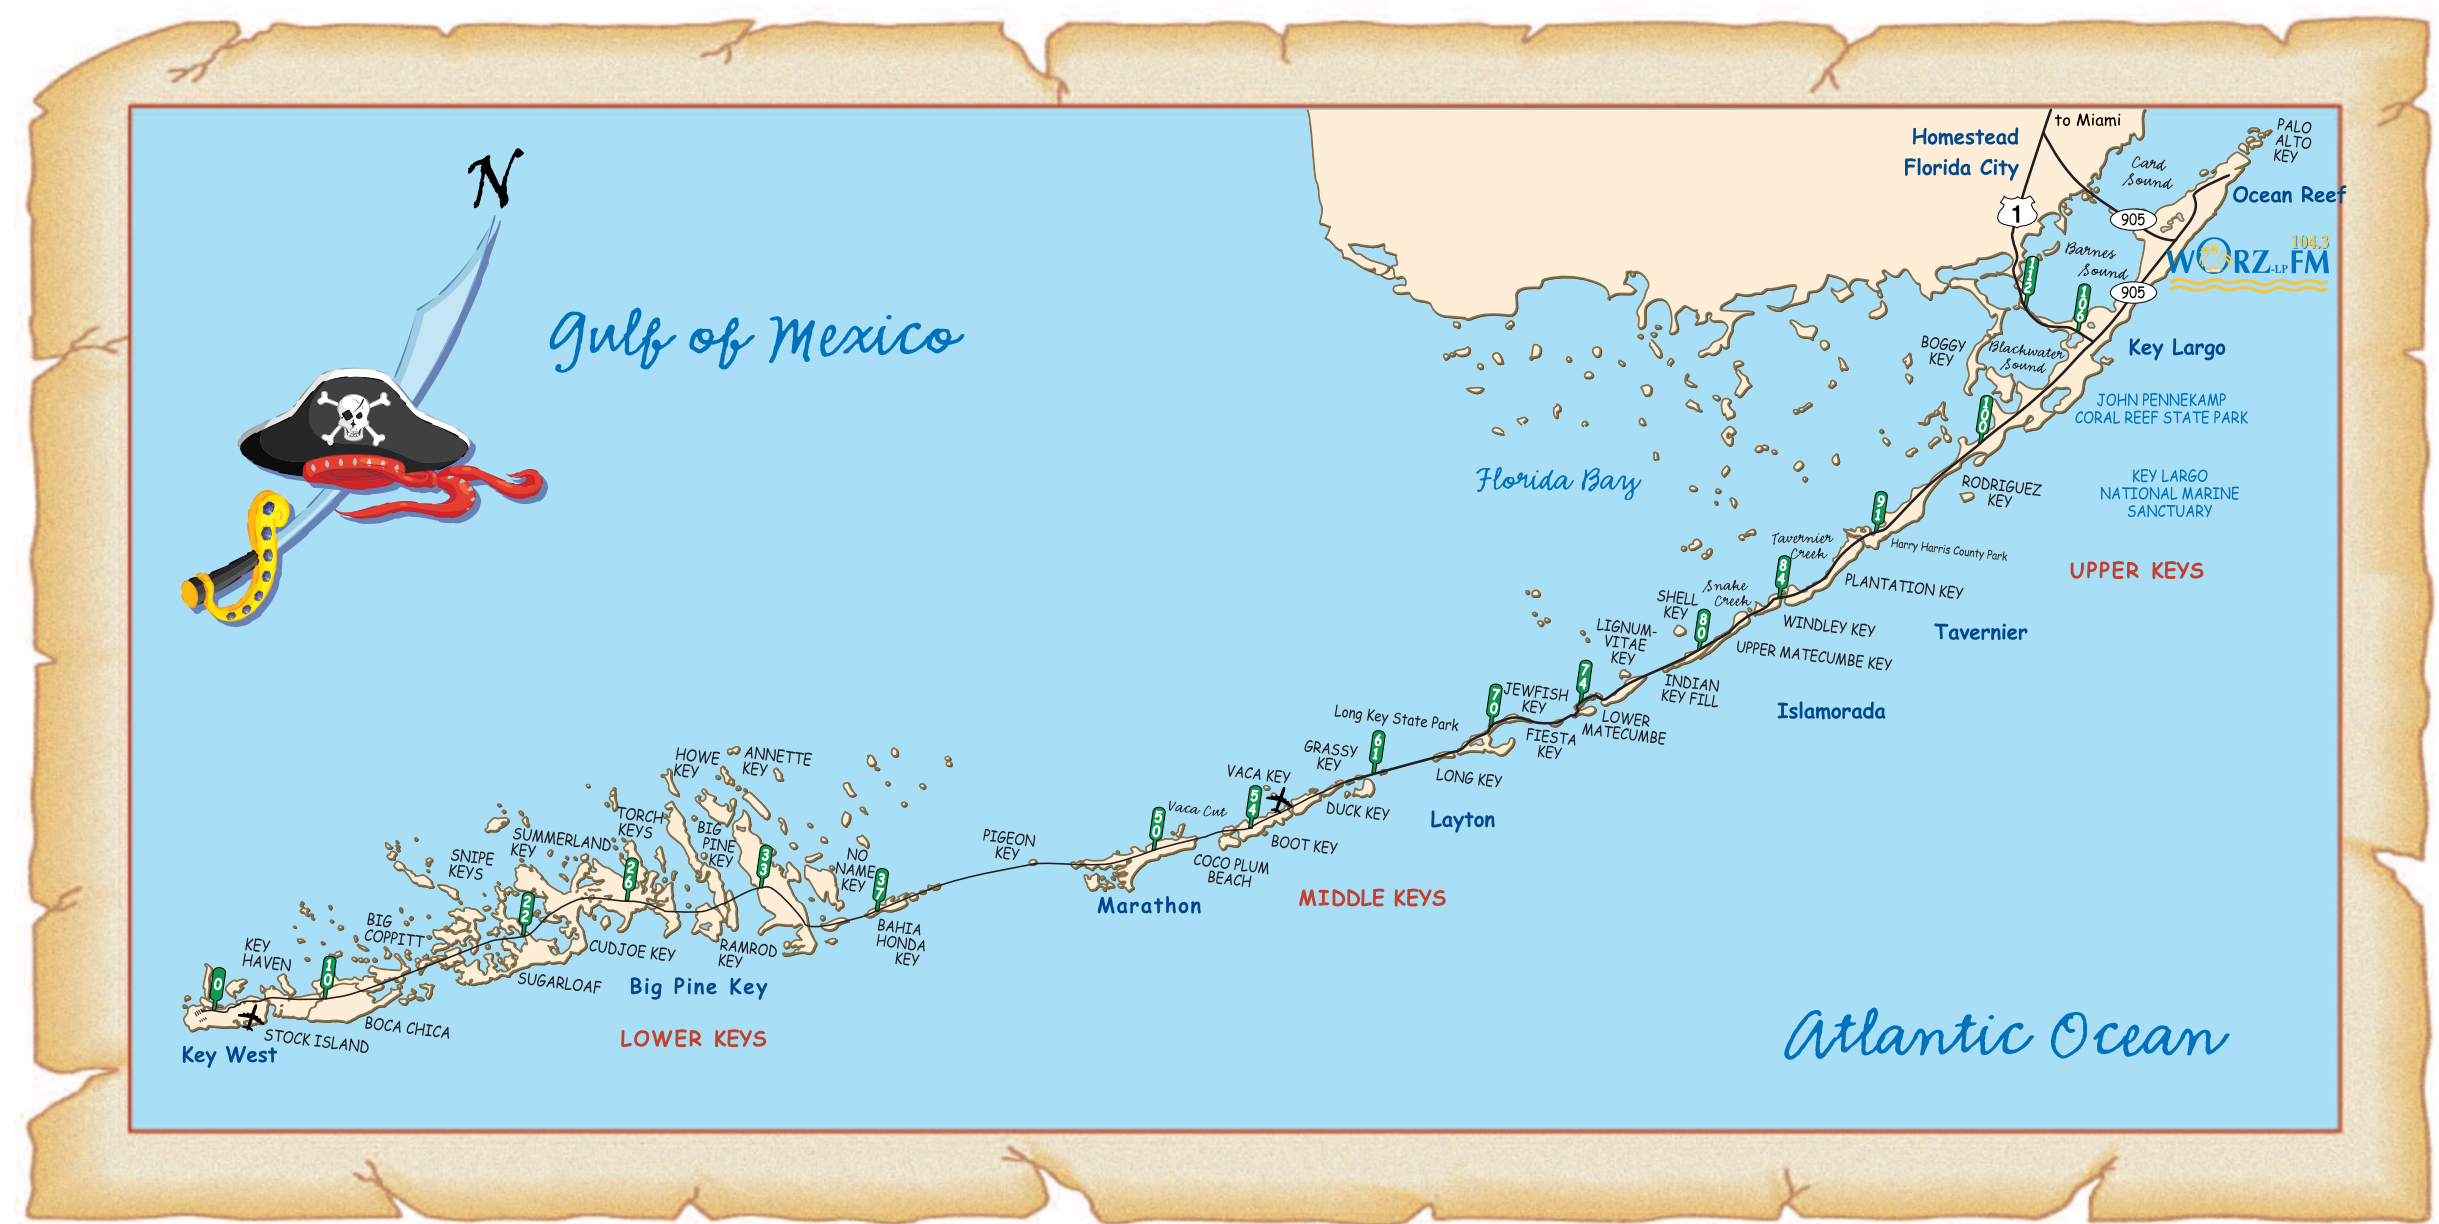 N
Gulf of Mexico
Homestead
Florida City
to Miami
1
Card
Sound
905
PALO
ALTO
KEY
Ocean Reef
104.3
WORZ-LP FM
Barnes
Sound
905
112
106
Key Largo
BOGGY
KEY
Blackwater
Sound
JOHN PENNEKAMP
CORAL REEF STATE PARK
100
Florida Bay
RODRIGUEZ
KEY
KEY LARGO
NATIONAL MARINE
SANCTUARY
91
Harry Harris County Park
UPPER KEYS
Tavernier
Creek
84
PLANTATION KEY
Snake
Creek
SHELL
KEY
80
WINDLEY KEY
Tavernier
LIGNUM-
VITAE
KEY
UPPER MATECUMBE KEY
INDIAN
KEY FILL
Islamorada
74
JEWFISH
KEY
70
LOWER
MATECUMBE
FIESTA
KEY
Long Key State Park
61
GRASSY
KEY
LONG KEY
Layton
VACA KEY
54
DUCK KEY
Vaca Cut
50
BOOT KEY
COCO PLUM
BEACH
MIDDLE KEYS
Marathon
PIGEON
KEY
HOWE
KEY
ANNETTE
KEY
TORCH
KEYS
BIG
PINE
KEY
33
NO
NAME
KEY
37
BAHIA
HONDA
KEY
SUMMERLAND
KEY
26
SNIPE
KEYS
22
RAMROD
KEY
CUDJOE KEY
SUGARLOAF
Big Pine Key
LOWER KEYS
BIG
COPPITT
KEY
HAVEN
10
0
BOCA CHICA
STOCK ISLAND
Key West
Atlantic Ocean